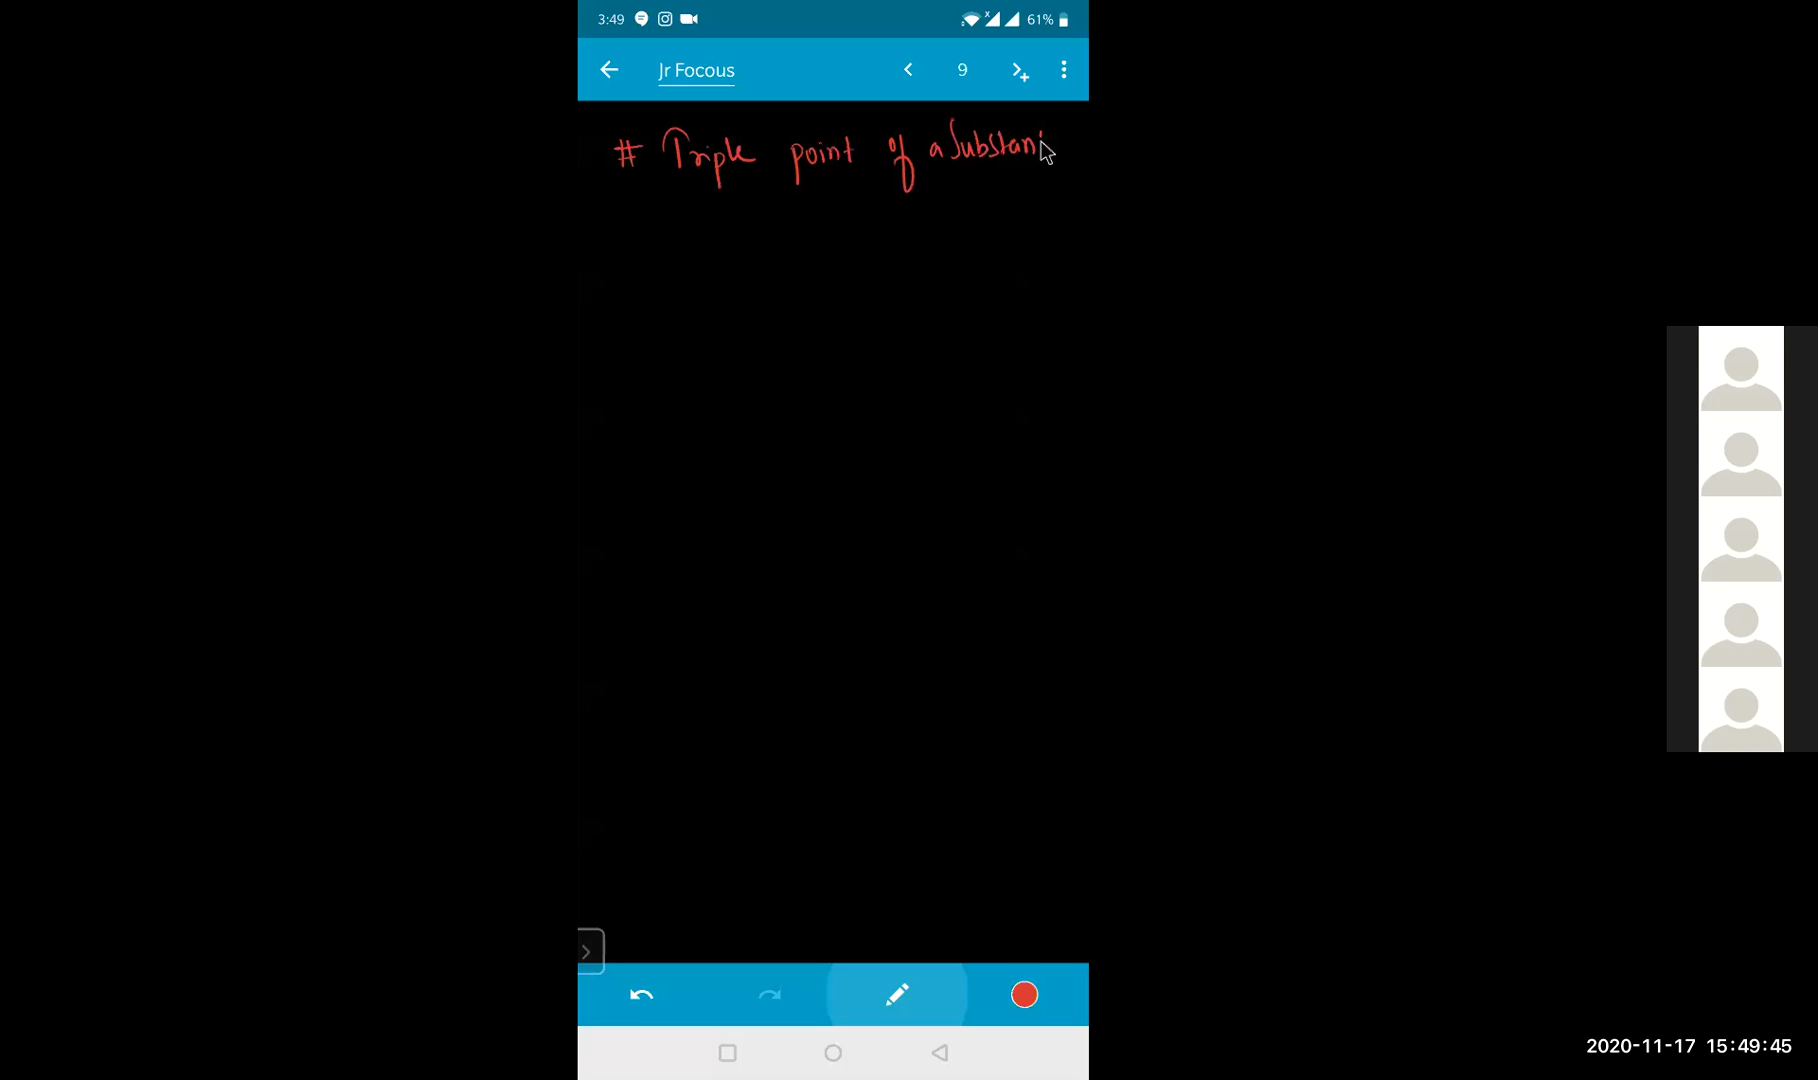 3:49 61%
Jr Focous 9
# Triple point of a Substan
2020-11-17 15:49:45